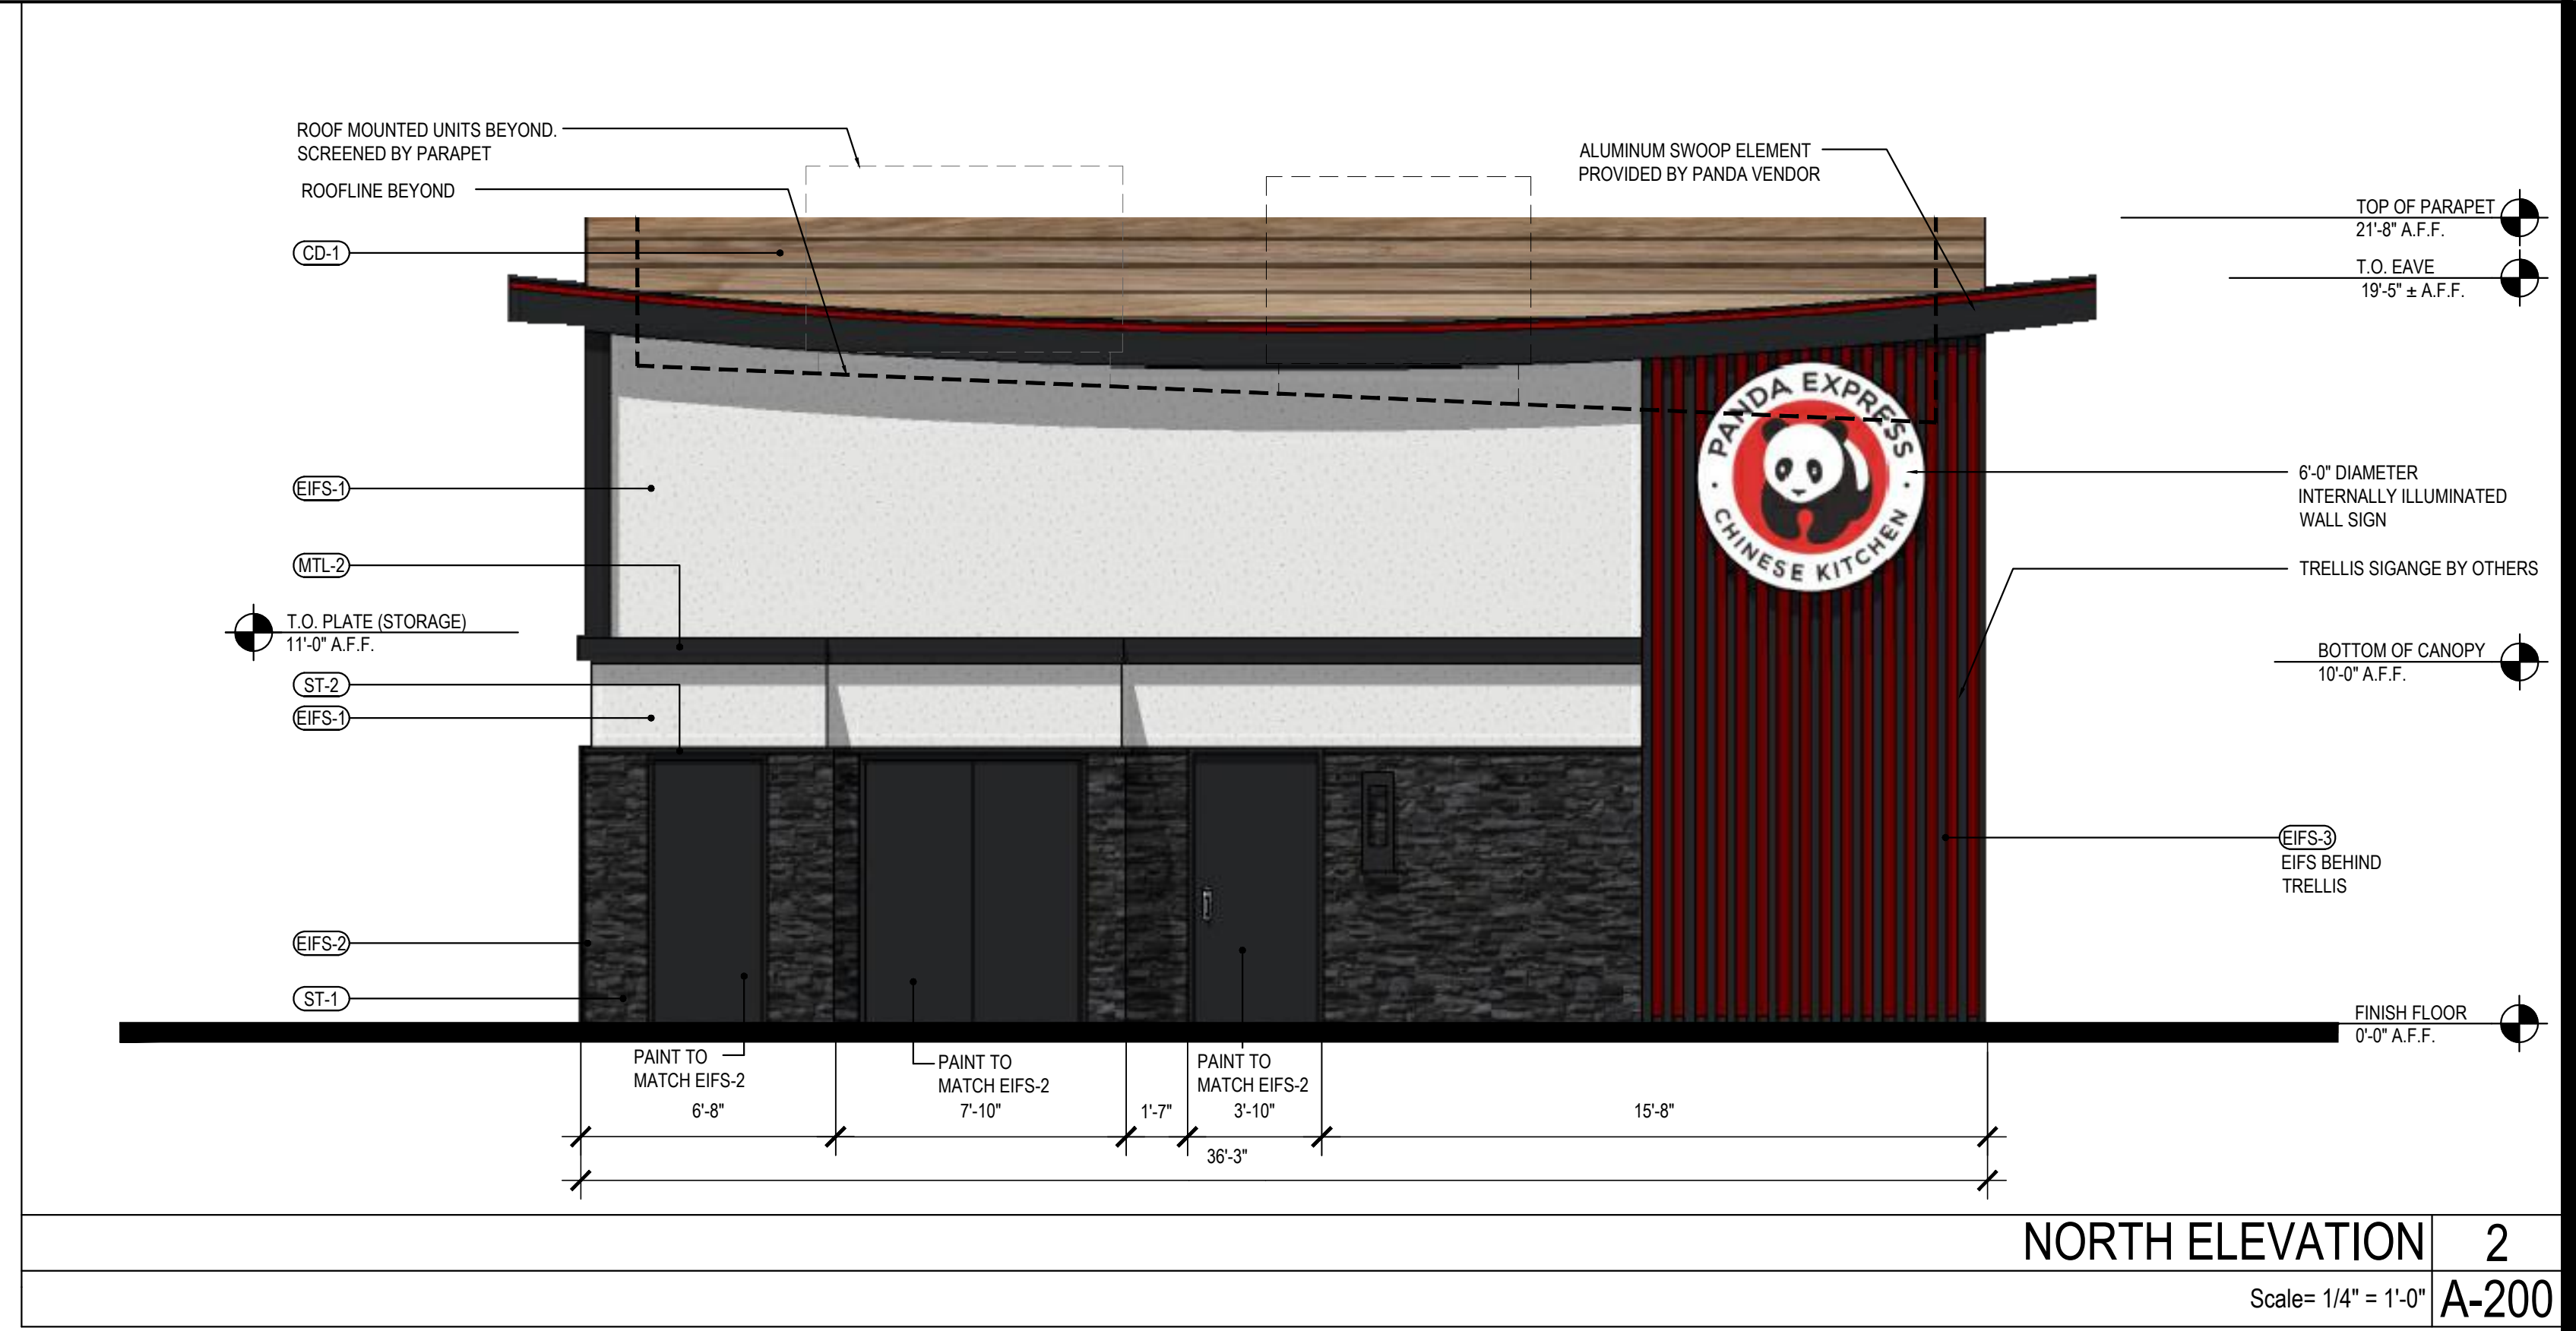 ROOF MOUNTED UNITS BEYOND.
SCREENED BY PARAPET
ROOFLINE BEYOND
CD-1
ALUMINUM SWOOP ELEMENT
PROVIDED BY PANDA VENDOR
TOP OF PARAPET
21'-8" A.F.F.
T.O. EAVE
19'-5" ± A.F.F.
PANDA EXPRESS
CHINESE KITCHEN
EIFS-1
6'-0" DIAMETER
INTERNALLY ILLUMINATED
WALL SIGN
MTL-2
TRELLIS SIGANGE BY OTHERS
T.O. PLATE (STORAGE)
11'-0" A.F.F.
BOTTOM OF CANOPY
10'-0" A.F.F.
ST-2
EIFS-1
EIFS-3
EIFS BEHIND
TRELLIS
EIFS-2
ST-1
FINISH FLOOR
0'-0" A.F.F.
PAINT TO
MATCH EIFS-2
PAINT TO
MATCH EIFS-2
PAINT TO
MATCH EIFS-2
6'-8"
7'-10"
1'-7"
3'-10"
15'-8"
36'-3"
NORTH ELEVATION
2
Scale= 1/4" = 1'-0"
A-200